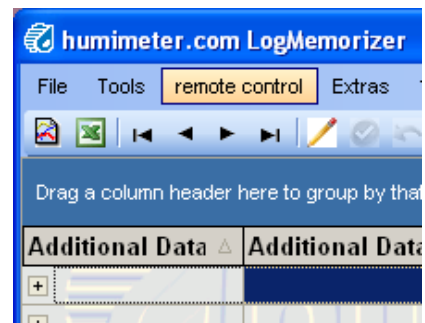 humimeter.com LogMemorizer
File Tools remote control Extras
Drag a column header here to group by that
Additional Data Additional Data